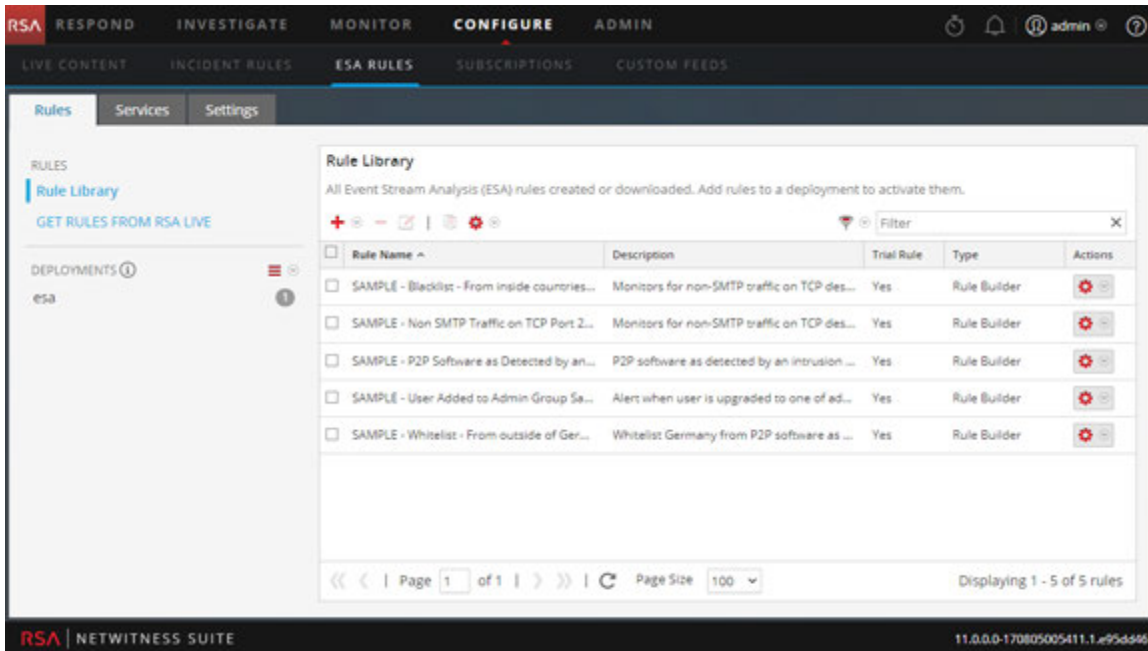 RSA RESPOND INVESTIGATE MONITOR CONFIGURE ADMIN admin
LIVE CONTENT INCIDENT RULES ESA RULES SUBSCRIPTIONS CUSTOM FEEDS
Rules Services Settings
RULES
Rule Library
GET RULES FROM RSA LIVE
DEPLOYMENTS
esa 1
Rule Library
All Event Stream Analysis (ESA) rules created or downloaded. Add rules to a deployment to activate them.
Filter
Rule Name Description Trial Rule Type Actions
SAMPLE - Blacklist - From inside countries... Monitors for non-SMTP traffic on TCP des... Yes Rule Builder
SAMPLE - Non SMTP Traffic on TCP Port 2... Monitors for non-SMTP traffic on TCP des... Yes Rule Builder
SAMPLE - P2P Software as Detected by an... P2P software as detected by an intrusion ... Yes Rule Builder
SAMPLE - User Added to Admin Group Sa... Alert when user is upgraded to one of ad... Yes Rule Builder
SAMPLE - Whitelist - From outside of Ger... Whitelist Germany from P2P software as ... Yes Rule Builder
Page 1 of 1 | Page Size 100 Displaying 1 - 5 of 5 rules
RSA | NETWITNESS SUITE 11.0.0.0-170805005411.1.e95dd46